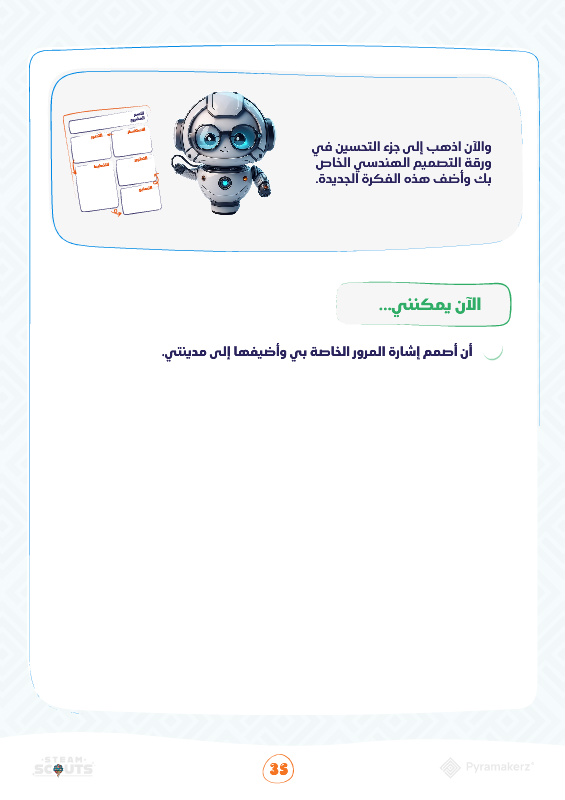 والآن اذهب إلى جزء التحسين في
ورقة التصميم الهندسي الخاص
بك وأضف هذه الفكرة الجديدة.
الآن يمكنني...
أن أصمم إشارة المرور الخاصة بي وأضيفها إلى مدينتي.
STEAM
SCOUTS
35
Pyramakerz